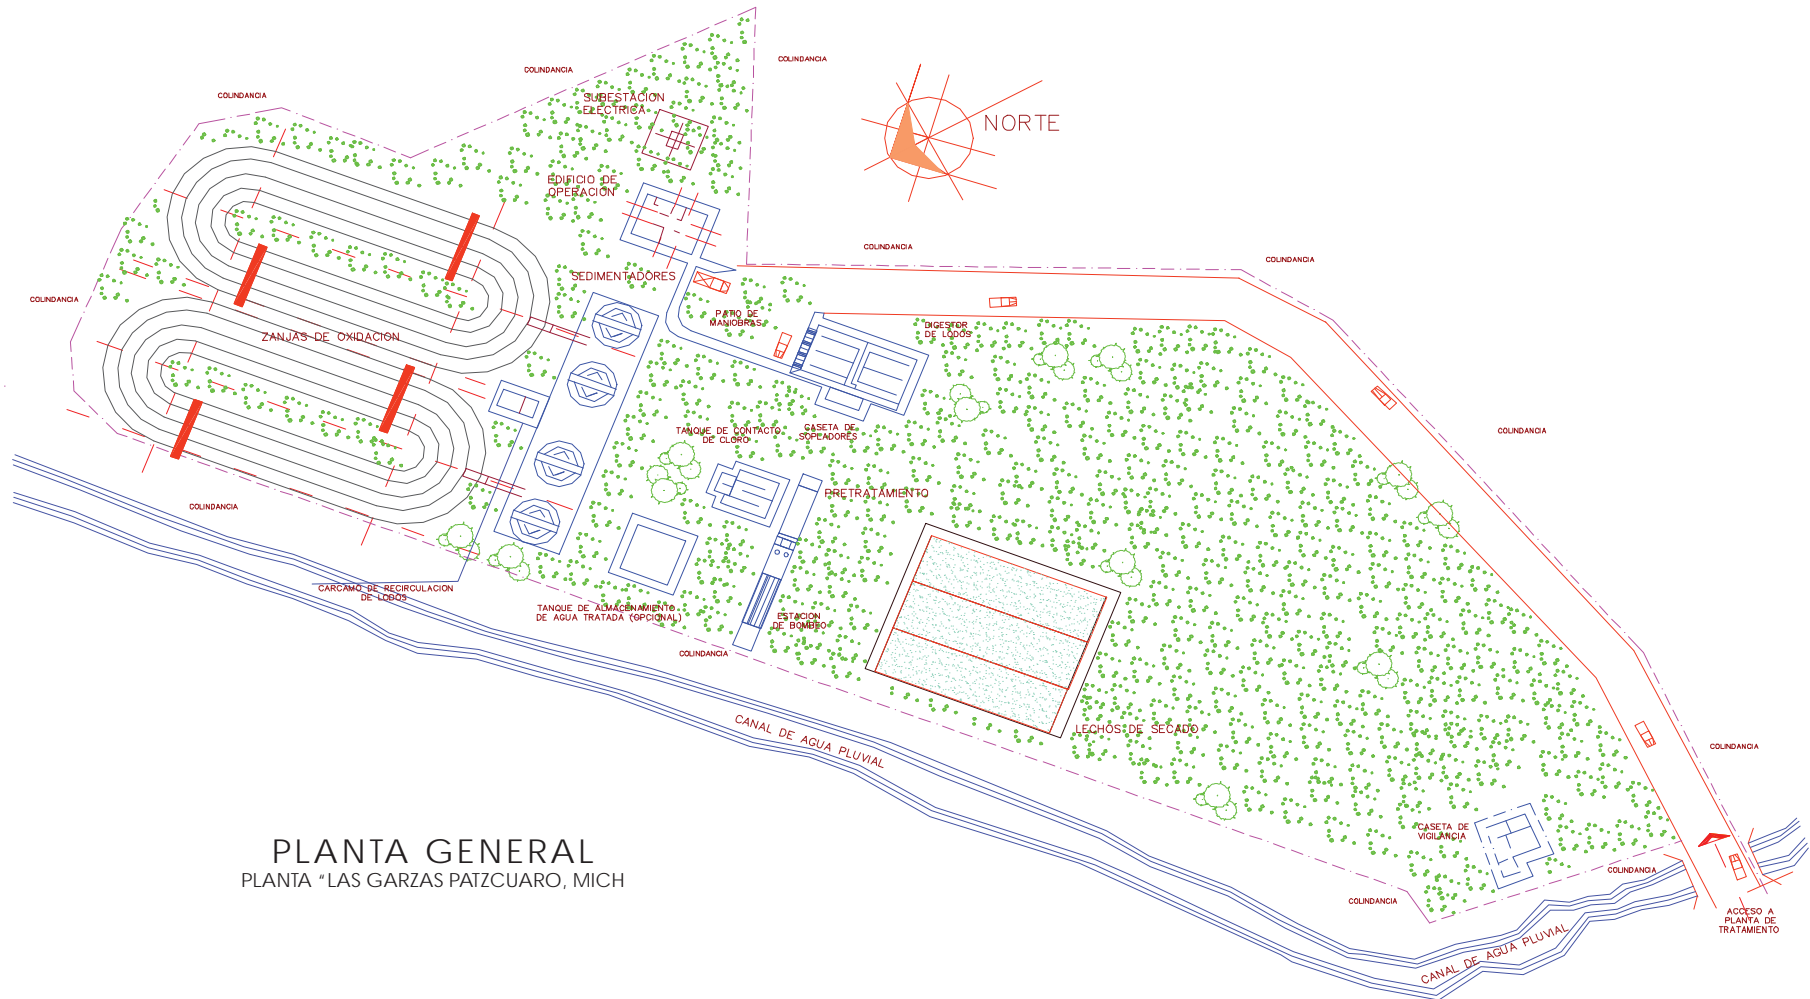 COLINDANCIA
COLINDANCIA
COLINDANCIA
SUBESTACION
ELECTRICA
NORTE
EDIFICIO DE
OPERACION
COLINDANCIA
COLINDANCIA
SEDIMENTADORES
COLINDANCIA
PATIO DE
MANIOBRAS
DIGESTOR
DE LODOS
ZANJAS DE OXIDACION
TANQUE DE CONTACTO
DE CLORO
CASETA DE
SOPLADORES
COLINDANCIA
PRETRATAMIENTO
COLINDANCIA
CARCAMO DE RECIRCULACION
DE LODOS
TANQUE DE ALMACENAMIENTO
DE AGUA TRATADA (OPCIONAL)
ESTACION
DE BOMBEO
COLINDANCIA
CANAL DE AGUA PLUVIAL
LECHOS DE SECADO
COLINDANCIA
CASETA DE
VIGILANCIA
PLANTA GENERAL
PLANTA “LAS GARZAS PATZCUARO, MICH
COLINDANCIA
COLINDANCIA
ACCESO A
PLANTA DE
TRATAMIENTO
CANAL DE AGUA PLUVIAL